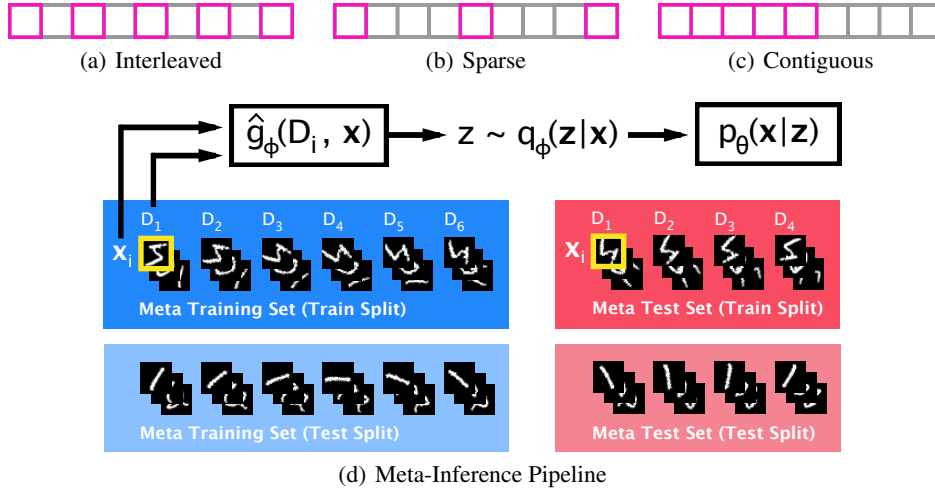 (a) Interleaved (b) Sparse (c) Contiguous
ĝϕ(Dᵢ, x) z ~ qϕ(z|x) pθ(x|z)
D₁ D₂ D₃ D₄ D₅ D₆ D₁ D₂ D₃ D₄
xᵢ xᵢ
Meta Training Set (Train Split) Meta Test Set (Train Split)
Meta Training Set (Test Split) Meta Test Set (Test Split)
(d) Meta-Inference Pipeline